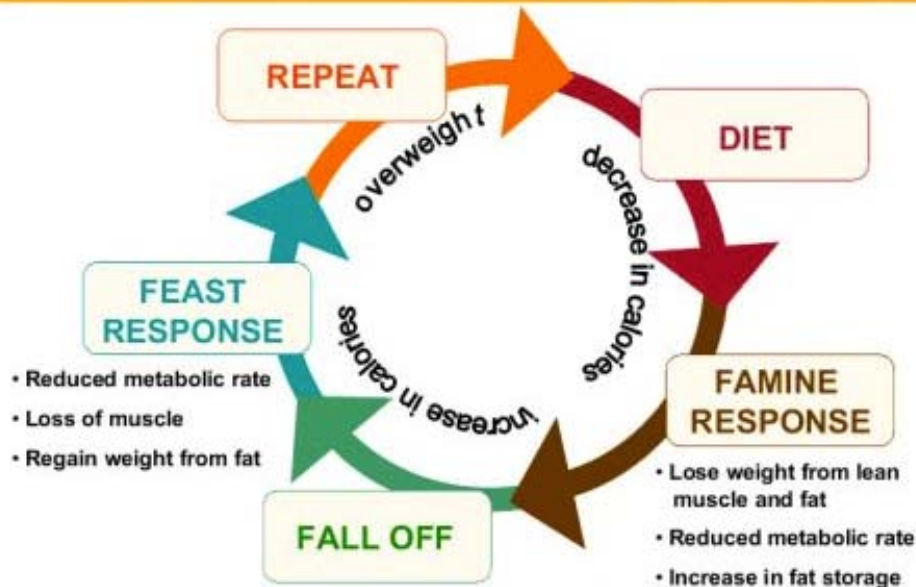 REPEAT
DIET
overweight
decrease in calories
FEAST
RESPONSE
• Reduced metabolic rate
• Loss of muscle
• Regain weight from fat
increase in calories
FAMINE
RESPONSE
• Lose weight from lean
muscle and fat
• Reduced metabolic rate
• Increase in fat storage
FALL OFF